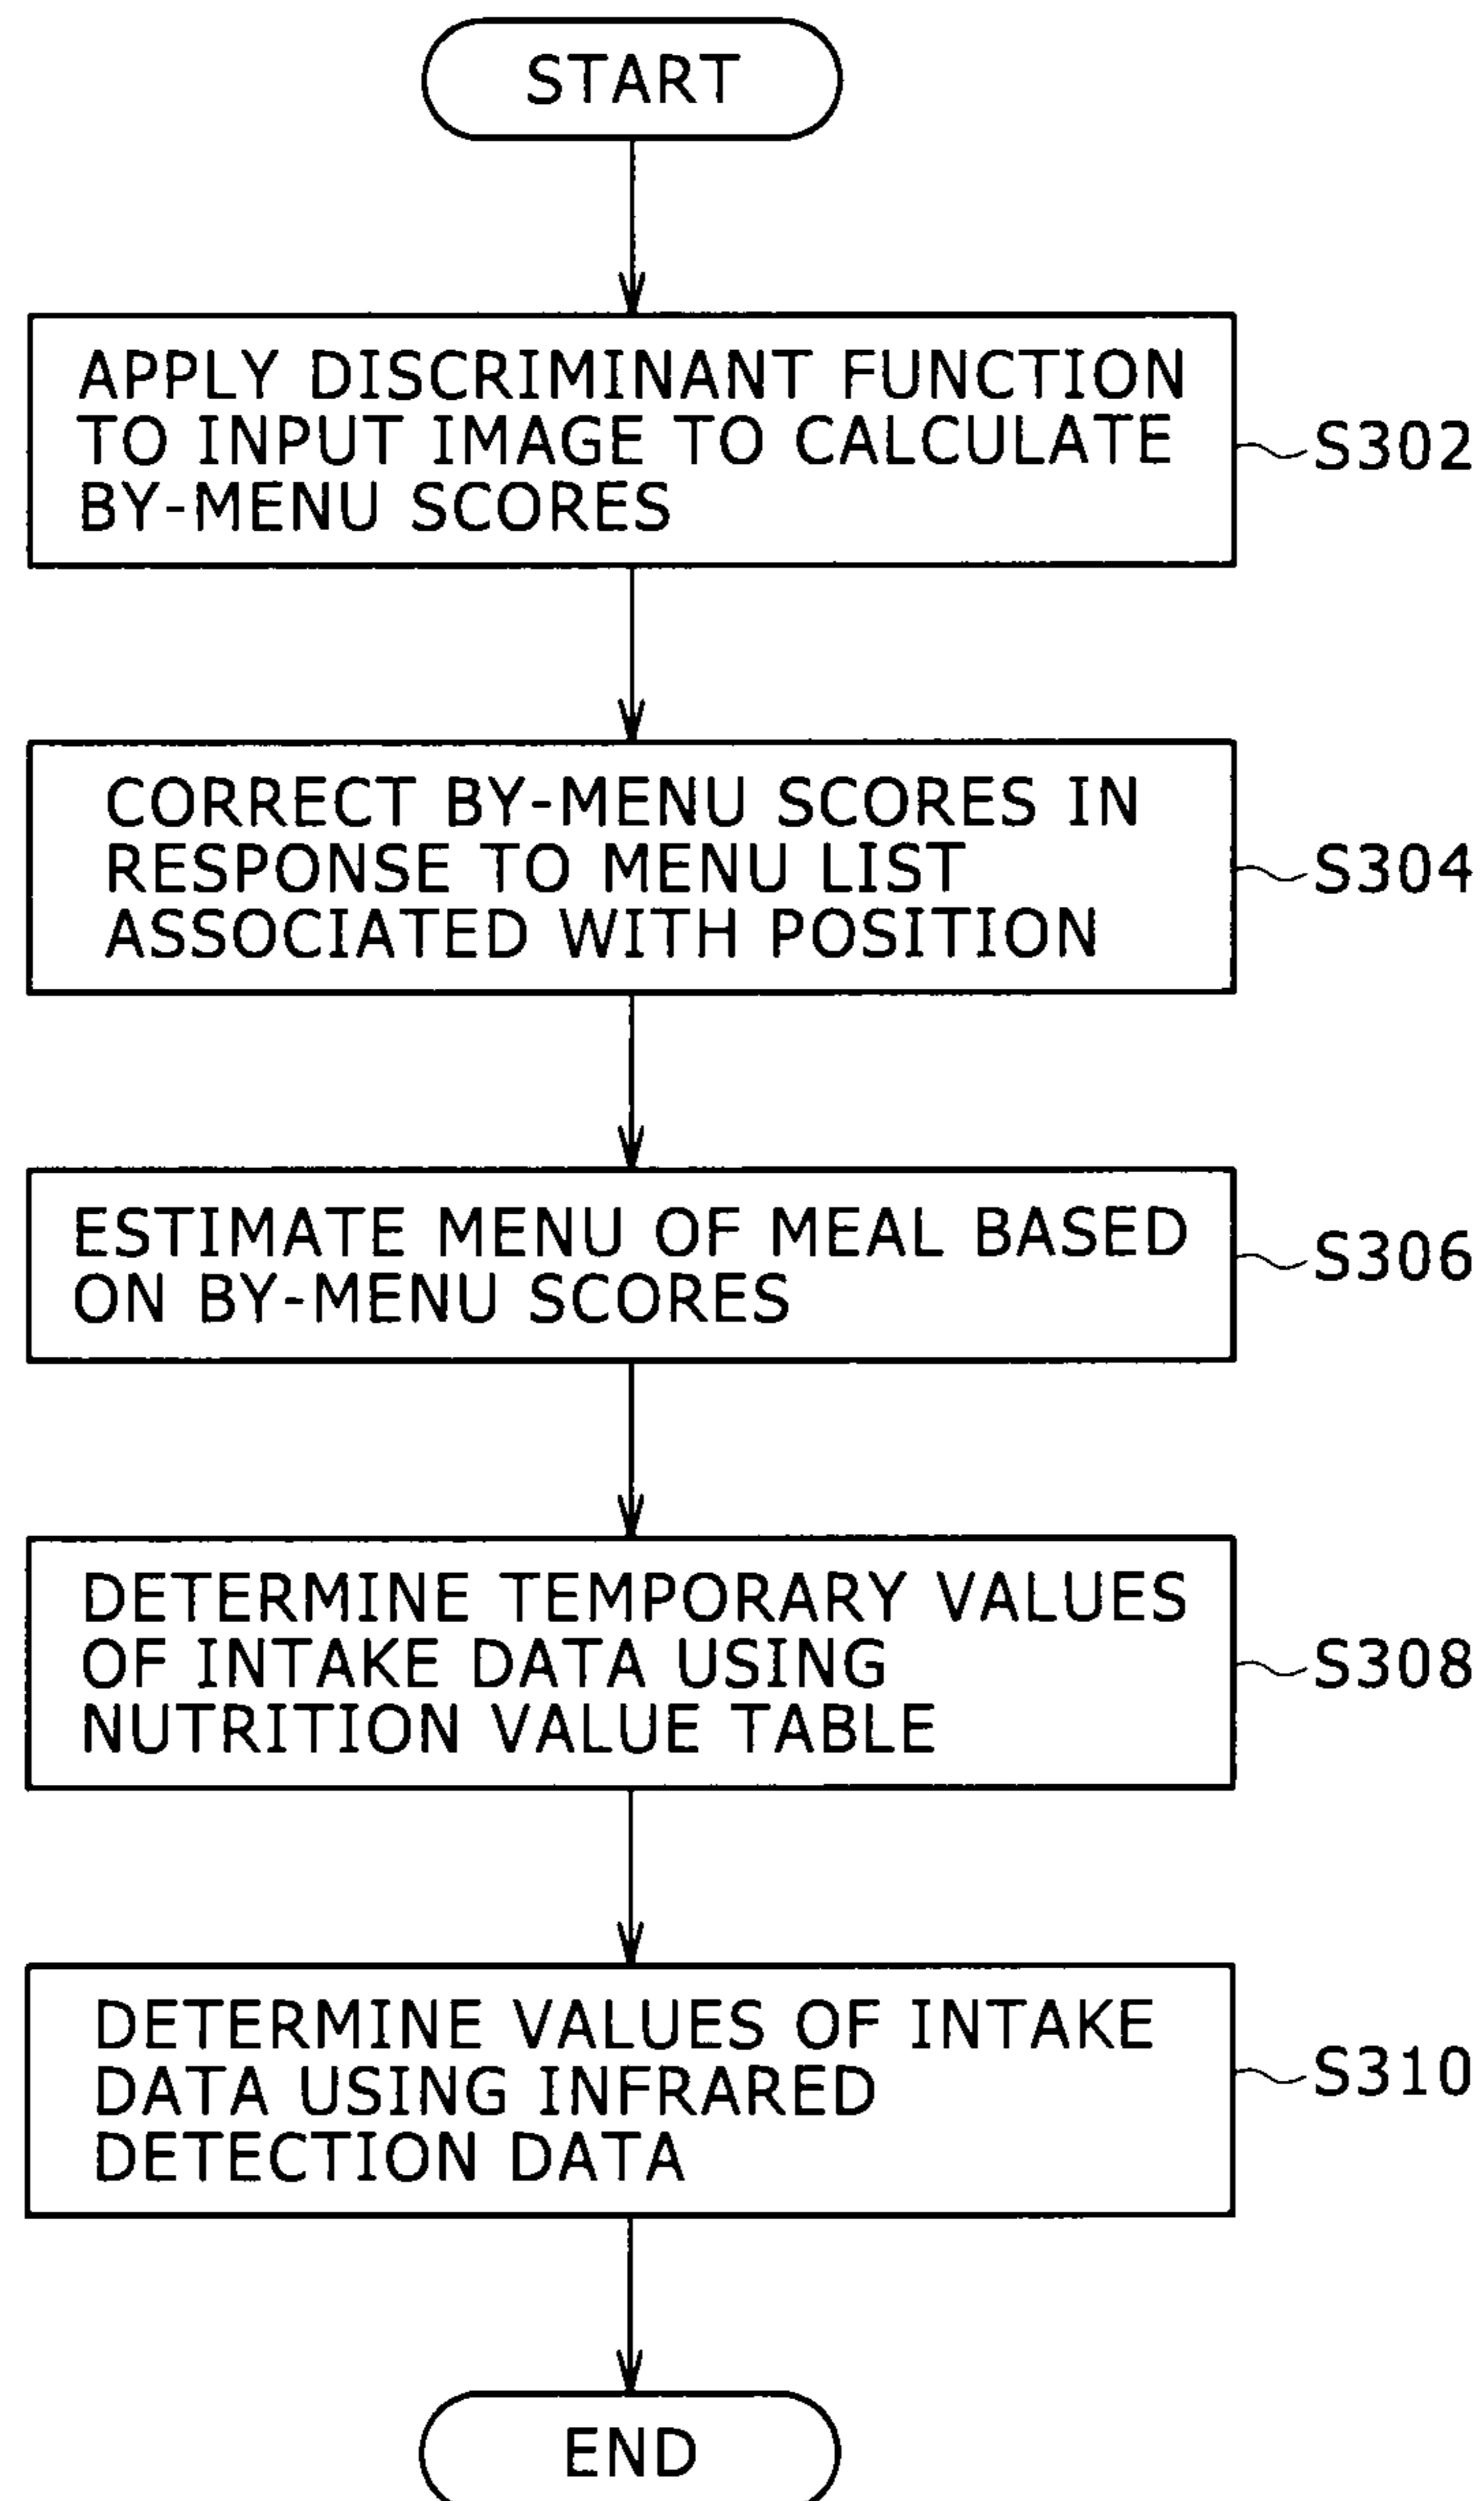 START
APPLY DISCRIMINANT FUNCTION
TO INPUT IMAGE TO CALCULATE
BY-MENU SCORES
S302
CORRECT BY-MENU SCORES IN
RESPONSE TO MENU LIST
ASSOCIATED WITH POSITION
S304
ESTIMATE MENU OF MEAL BASED
ON BY-MENU SCORES
S306
DETERMINE TEMPORARY VALUES
OF INTAKE DATA USING
NUTRITION VALUE TABLE
S308
DETERMINE VALUES OF INTAKE
DATA USING INFRARED
DETECTION DATA
S310
END